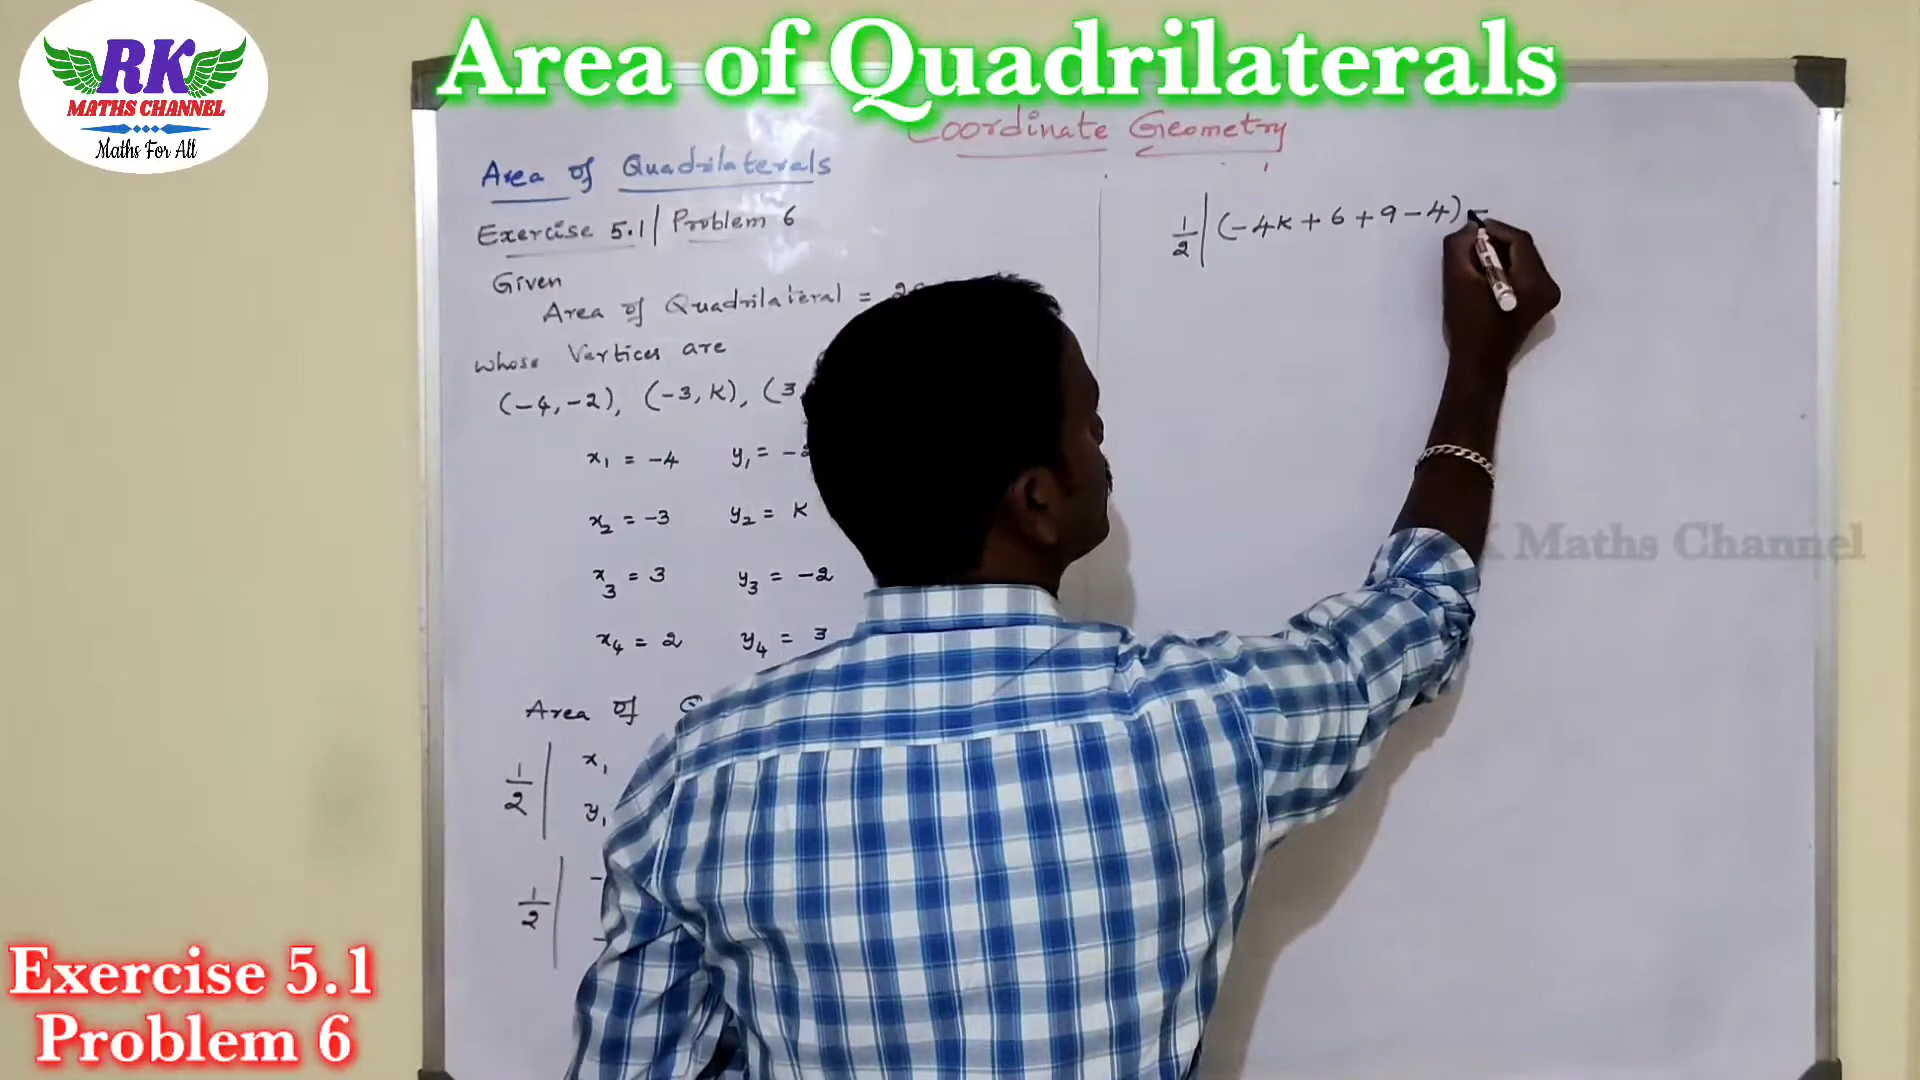 RK
MATHS CHANNEL
Maths For All
Area of Quadrilaterals
Coordinate Geometry
Area of Quadrilaterals
Exercise 5.1 | Problem 6
Given
Area of Quadrilateral =
whose Vertices are
(-4, -2), (-3, K), (3,
x₁ = -4 y₁ = -2
x₂ = -3 y₂ = K
x₃ = 3 y₃ = -2
x₄ = 2 y₄ = 3
Area of
1/2 | x₁
y₁
1/2 |
1/2 | (-4K + 6 + 9 - 4) -
Maths Channel
Exercise 5.1
Problem 6